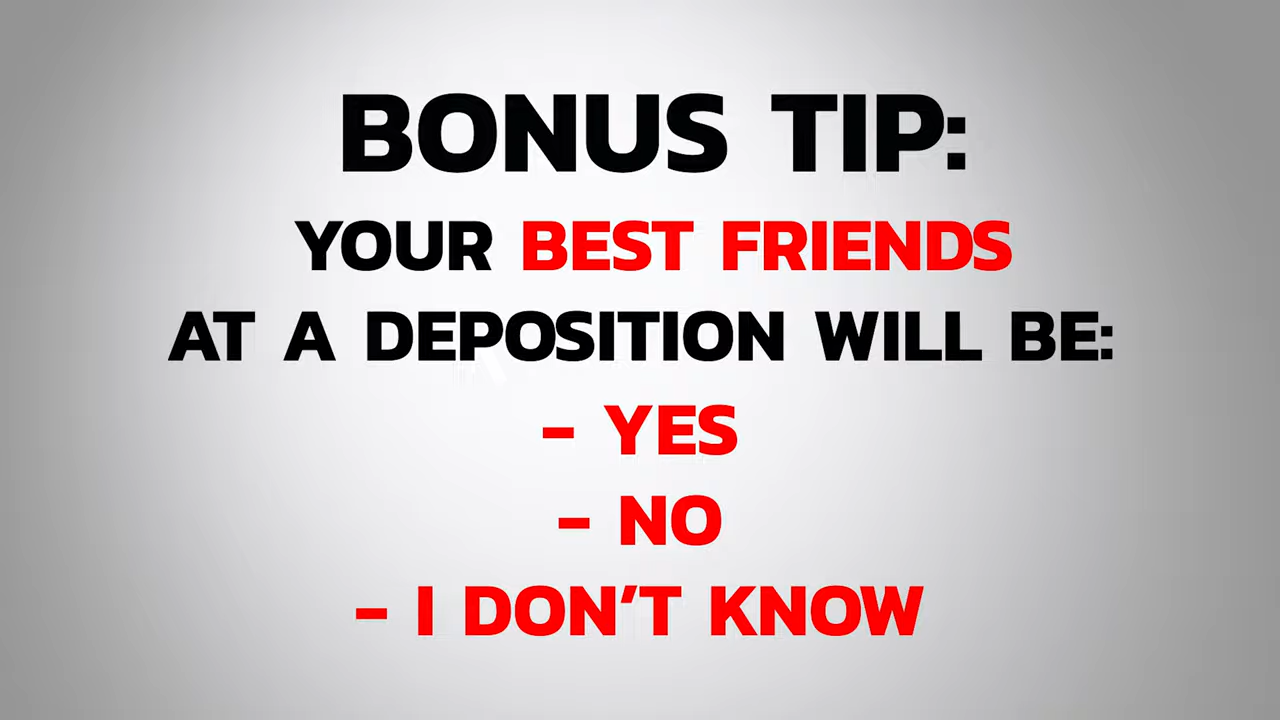 BONUS TIP:
YOUR BEST FRIENDS
AT A DEPOSITION WILL BE:
- YES
- NO
- I DON'T KNOW